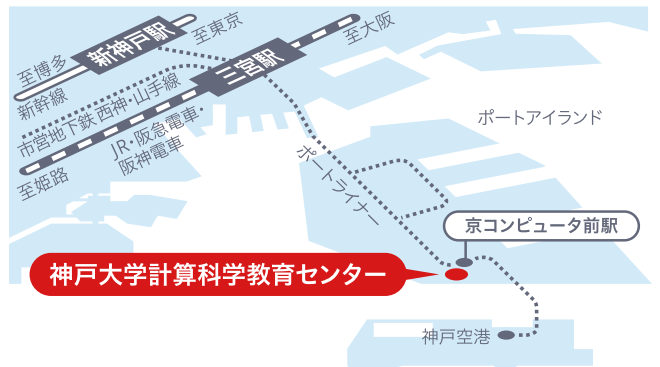 新神戸駅
至東京
至博多
新幹線
三宮駅
至大阪
市営地下鉄 西神・山手線
JR・阪急電車・
阪神電車
至姫路
ポートアイランド
ポートライナー
京コンピュータ前駅
神戸大学計算科学教育センター
神戸空港